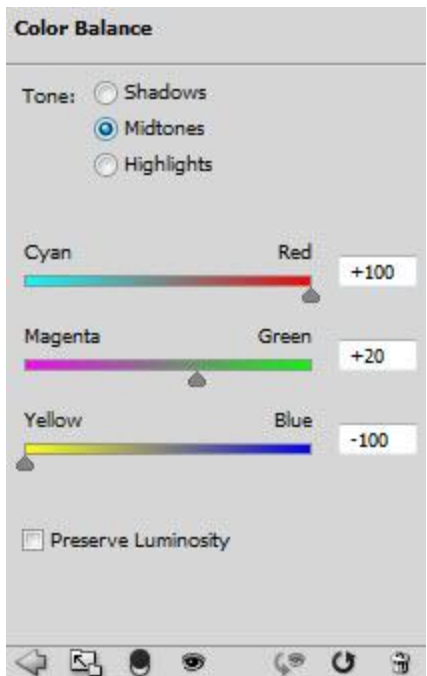 Color Balance
Tone: Shadows
Midtones
Highlights
Cyan Red +100
Magenta Green +20
Yellow Blue -100
Preserve Luminosity